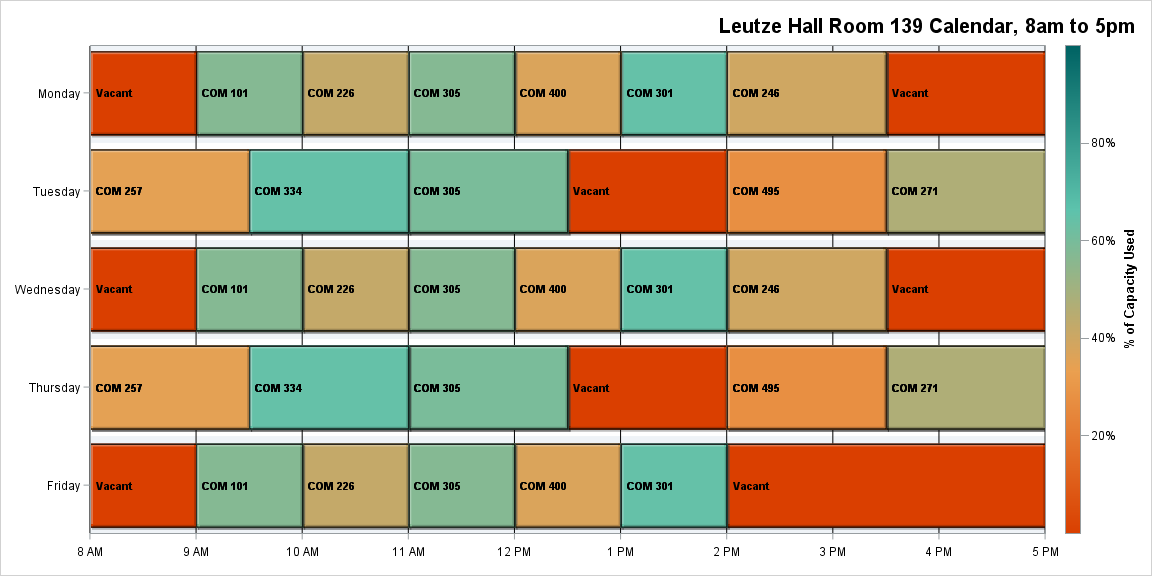 Leutze Hall Room 139 Calendar, 8am to 5pm
Monday
Vacant COM 101 COM 226 COM 305 COM 400 COM 301 COM 246 Vacant
Tuesday
COM 257 COM 334 COM 305 Vacant COM 495 COM 271
Wednesday
Vacant COM 101 COM 226 COM 305 COM 400 COM 301 COM 246 Vacant
Thursday
COM 257 COM 334 COM 305 Vacant COM 495 COM 271
Friday
Vacant COM 101 COM 226 COM 305 COM 400 COM 301 Vacant
8 AM 9 AM 10 AM 11 AM 12 PM 1 PM 2 PM 3 PM 4 PM 5 PM
80%
60%
40%
20%
% of Capacity Used